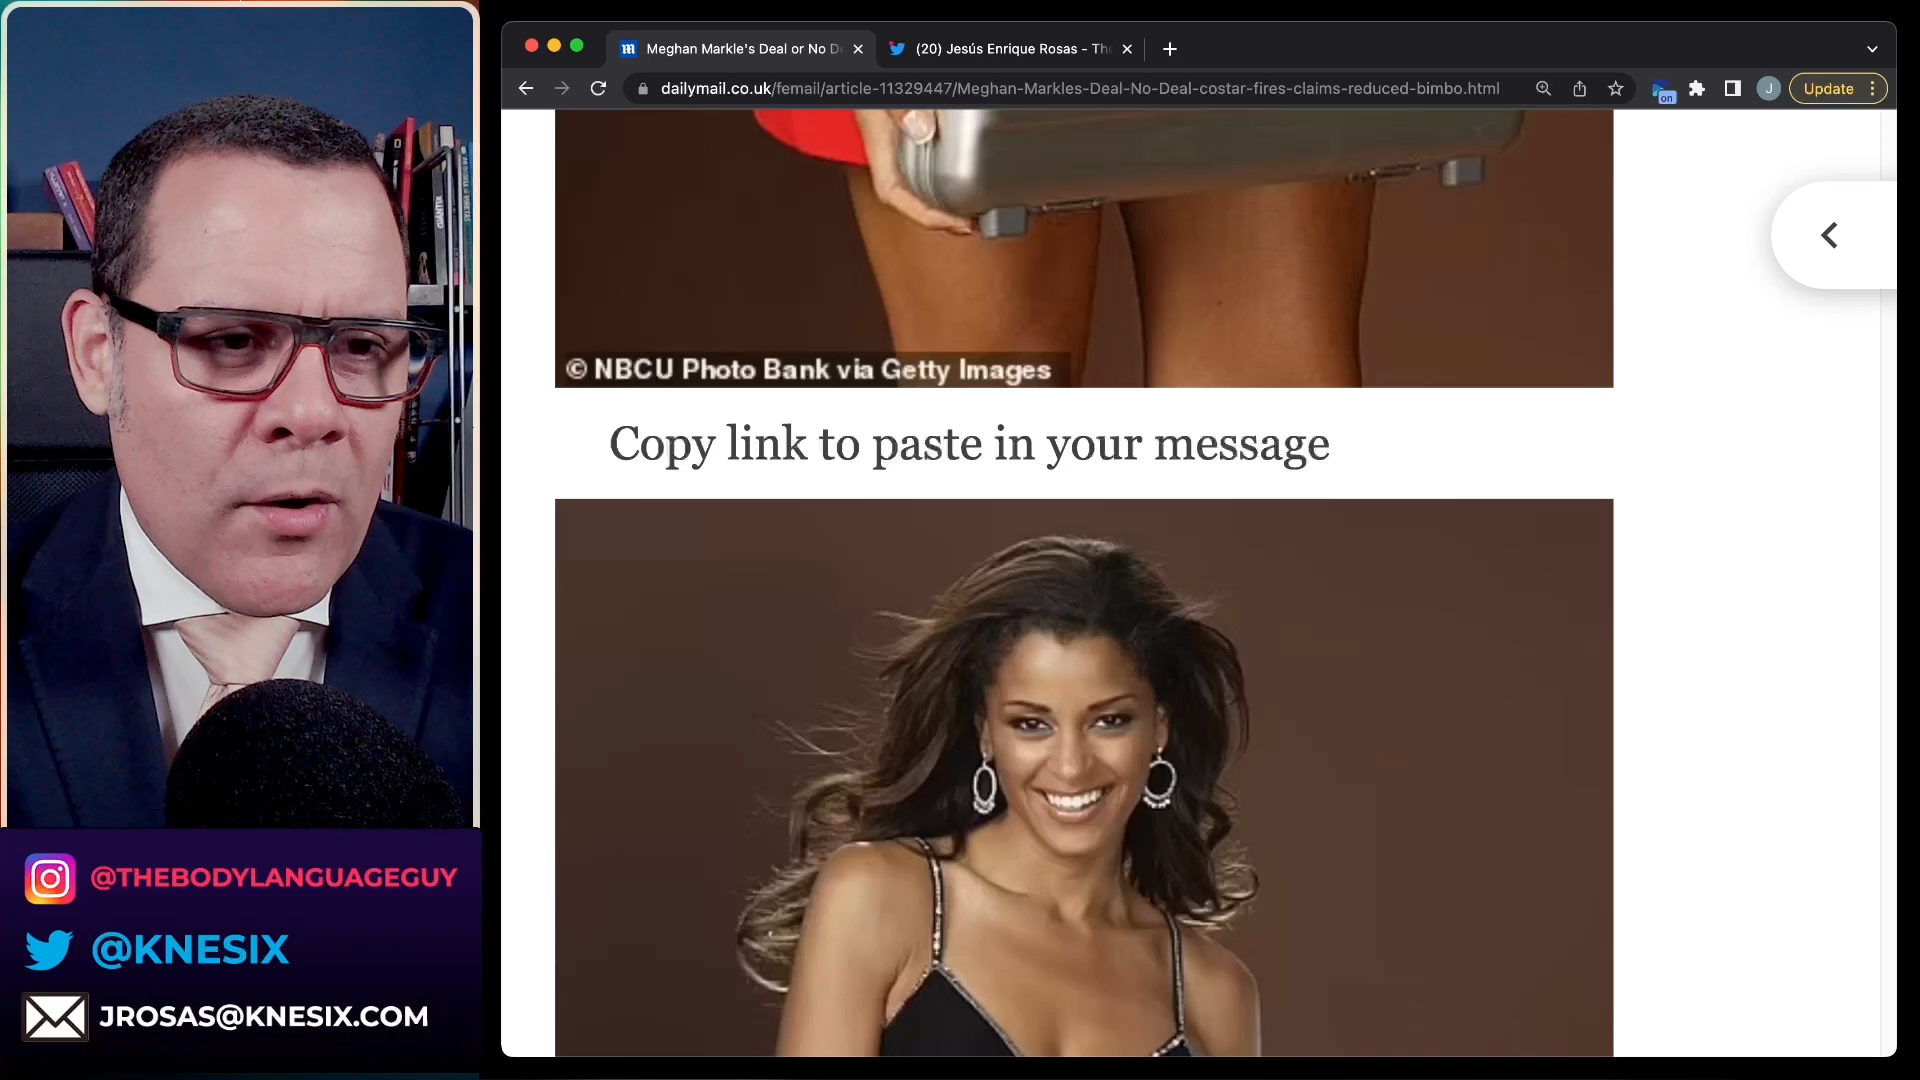 Meghan Markle's Deal or No D
(20) Jesús Enrique Rosas - Th
dailymail.co.uk/femail/article-11329447/Meghan-Markles-Deal-No-Deal-costar-fires-claims-reduced-bimbo.html
on
J
Update
© NBCU Photo Bank via Getty Images
Copy link to paste in your message
@THEBODYLANGUAGEGUY
@KNESIX
JROSAS@KNESIX.COM